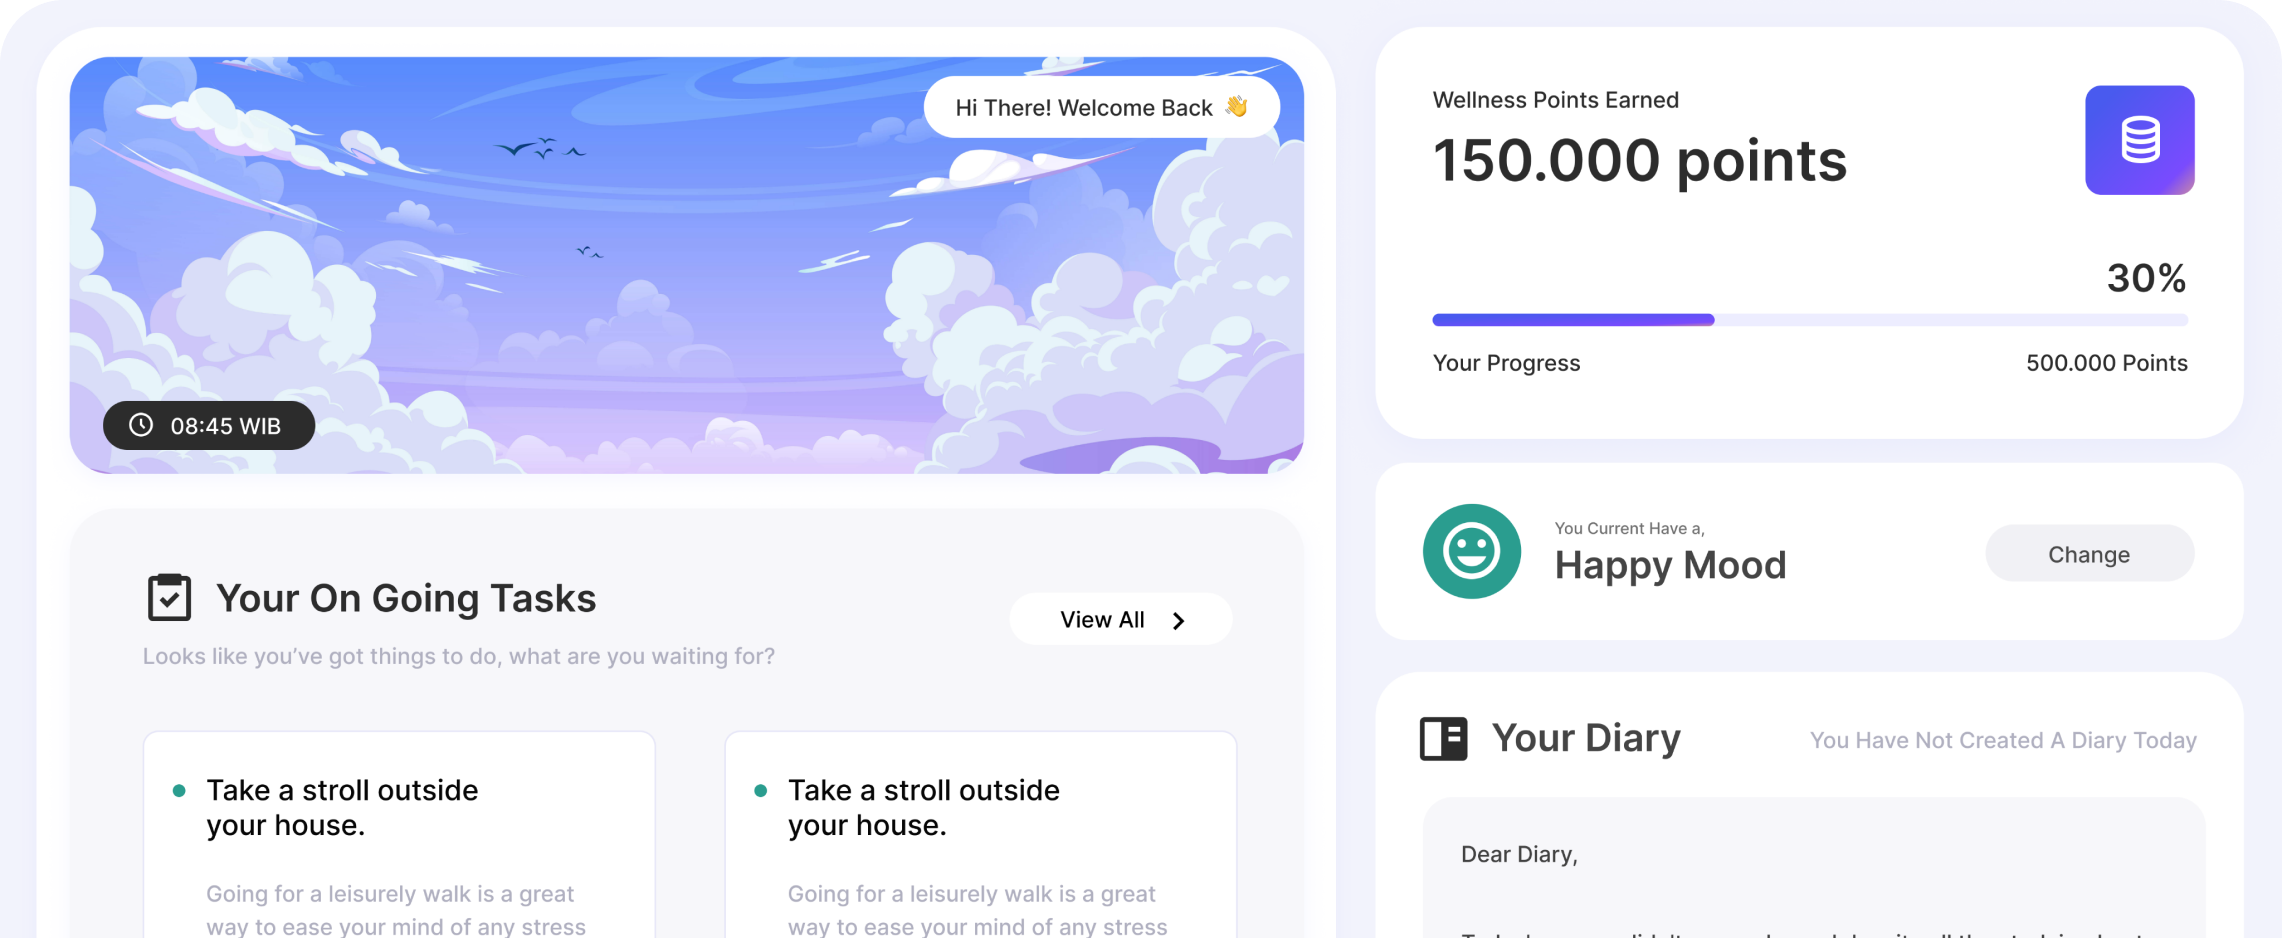 Hi There! Welcome Back 👋
08:45 WIB
Your On Going Tasks
Looks like you’ve got things to do, what are you waiting for?
View All
Take a stroll outside
your house.
Going for a leisurely walk is a great
way to ease your mind of any stress
Take a stroll outside
your house.
Going for a leisurely walk is a great
way to ease your mind of any stress
Wellness Points Earned
150.000 points
30%
Your Progress
500.000 Points
You Current Have a,
Happy Mood
Change
Your Diary
You Have Not Created A Diary Today
Dear Diary,